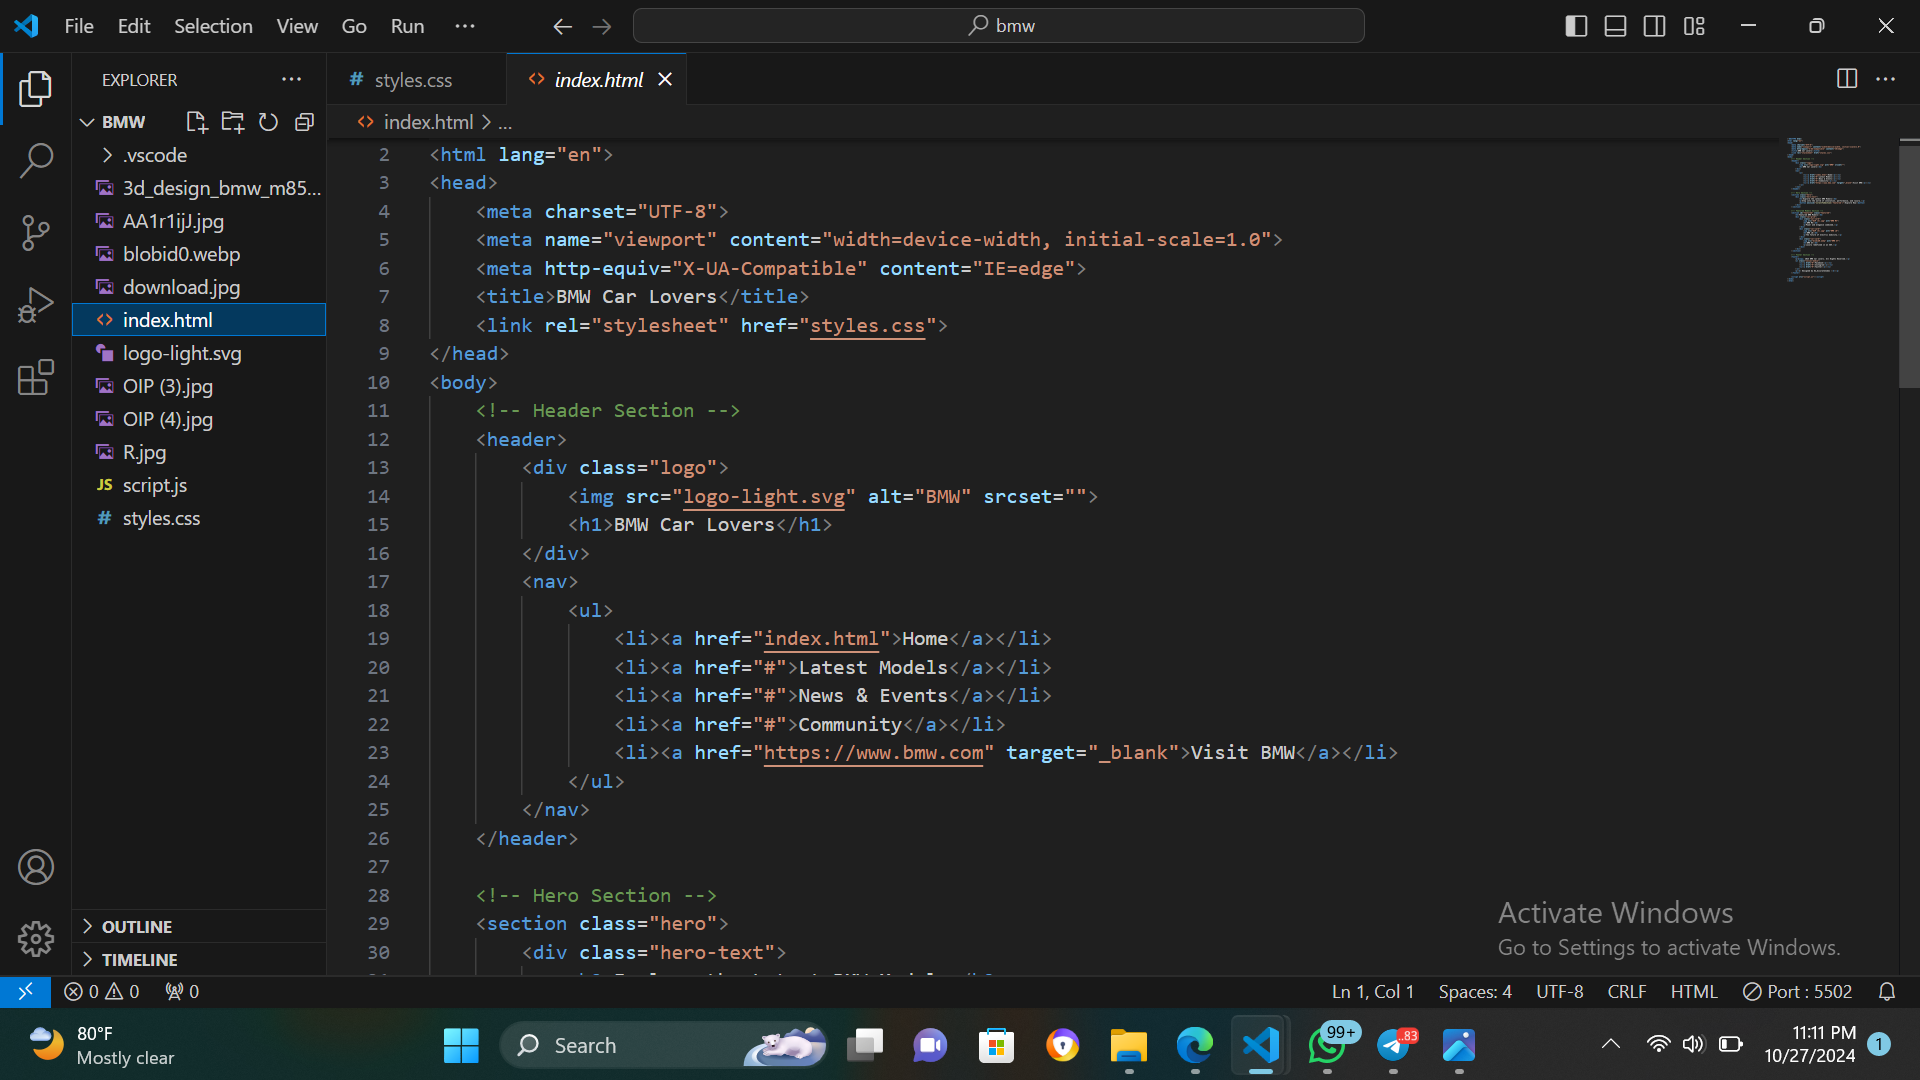 File Edit Selection View Go Run ...
bmw
EXPLORER
BMW
.vscode
3d_design_bmw_m85...
AA1r1ijJ.jpg
blobid0.webp
download.jpg
index.html
logo-light.svg
OIP (3).jpg
OIP (4).jpg
R.jpg
script.js
styles.css
OUTLINE
TIMELINE
# styles.css
<> index.html
<> index.html > ...
2 <html lang="en">
3 <head>
4 <meta charset="UTF-8">
5 <meta name="viewport" content="width=device-width, initial-scale=1.0">
6 <meta http-equiv="X-UA-Compatible" content="IE=edge">
7 <title>BMW Car Lovers</title>
8 <link rel="stylesheet" href="styles.css">
9 </head>
10 <body>
11 <!-- Header Section -->
12 <header>
13 <div class="logo">
14 <img src="logo-light.svg" alt="BMW" srcset="">
15 <h1>BMW Car Lovers</h1>
16 </div>
17 <nav>
18 <ul>
19 <li><a href="index.html">Home</a></li>
20 <li><a href="#">Latest Models</a></li>
21 <li><a href="#">News & Events</a></li>
22 <li><a href="#">Community</a></li>
23 <li><a href="https://www.bmw.com" target="_blank">Visit BMW</a></li>
24 </ul>
25 </nav>
26 </header>
27
28 <!-- Hero Section -->
29 <section class="hero">
30 <div class="hero-text">
Activate Windows
Go to Settings to activate Windows.
0 0 0
Ln 1, Col 1 Spaces: 4 UTF-8 CRLF HTML Port : 5502
80°F
Mostly clear
Search
99+
..83
11:11 PM
10/27/2024
1